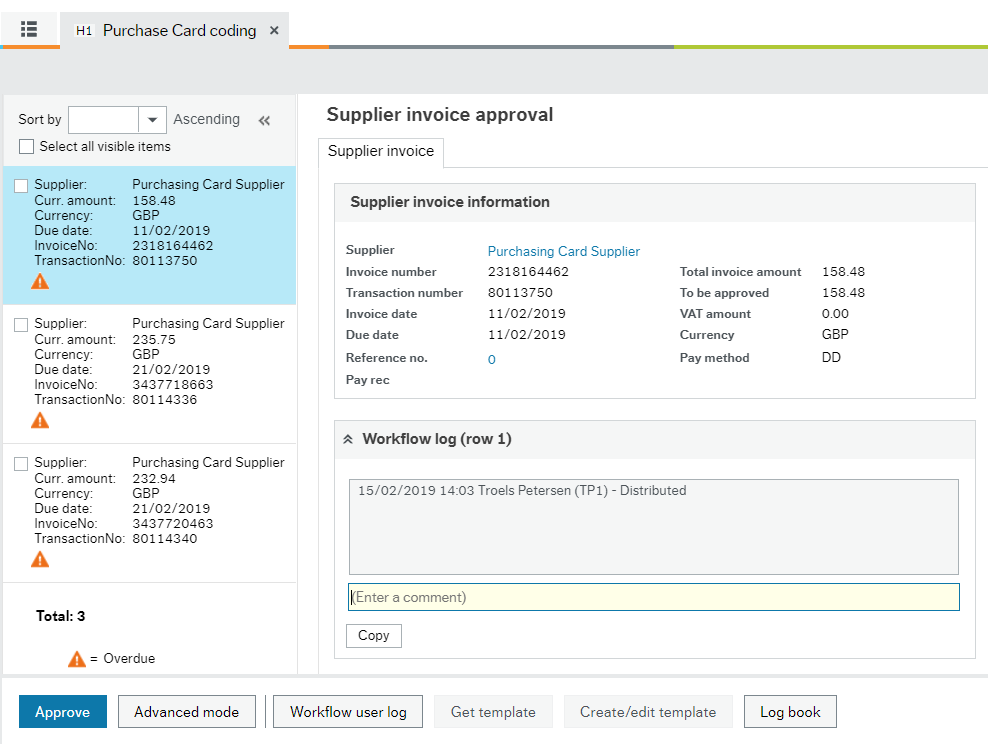 H1 Purchase Card coding ×
Sort by Ascending «
Select all visible items
Supplier: Purchasing Card Supplier
Curr. amount: 158.48
Currency: GBP
Due date: 11/02/2019
InvoiceNo: 2318164462
TransactionNo: 80113750
Supplier: Purchasing Card Supplier
Curr. amount: 235.75
Currency: GBP
Due date: 21/02/2019
InvoiceNo: 3437718663
TransactionNo: 80114336
Supplier: Purchasing Card Supplier
Curr. amount: 232.94
Currency: GBP
Due date: 21/02/2019
InvoiceNo: 3437720463
TransactionNo: 80114340
Total: 3
= Overdue
Supplier invoice approval
Supplier invoice
Supplier invoice information
Supplier Purchasing Card Supplier
Invoice number 2318164462 Total invoice amount 158.48
Transaction number 80113750 To be approved 158.48
Invoice date 11/02/2019 VAT amount 0.00
Due date 11/02/2019 Currency GBP
Reference no. 0 Pay method DD
Pay rec
Workflow log (row 1)
15/02/2019 14:03 Troels Petersen (TP1) - Distributed
(Enter a comment)
Copy
Approve Advanced mode Workflow user log Get template Create/edit template Log book